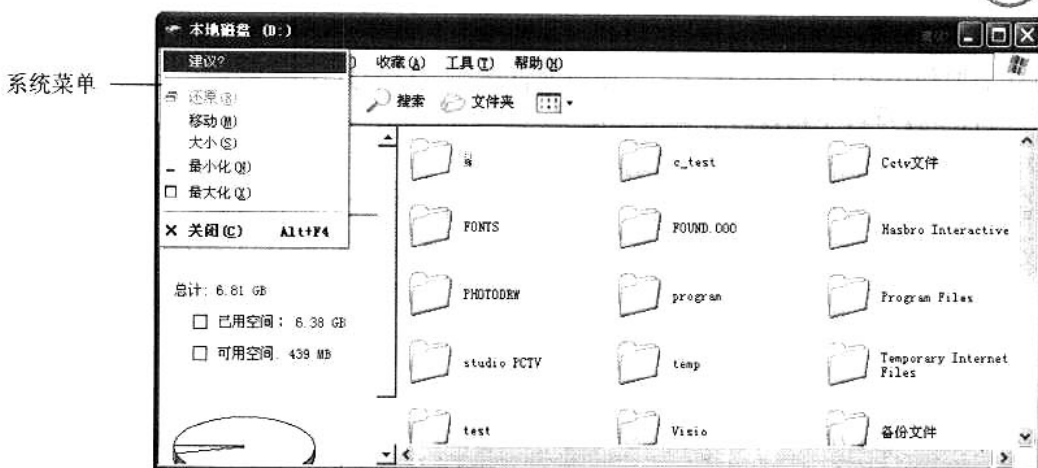 本地磁盘 (D:)
系统菜单
建议?
还原(R)
移动(M)
大小(S)
最小化(N)
最大化(X)
关闭(C) Alt+F4
收藏(A) 工具(T) 帮助(H)
搜索 文件夹
总计: 6.81 GB
已用空间: 6.38 GB
可用空间: 439 MB
c_test
Cctv文件
FONTS
FOUND.000
Hasbro Interactive
PHOTODRW
program
Program Files
studio PCTV
temp
Temporary Internet
Files
test
Visio
备份文件